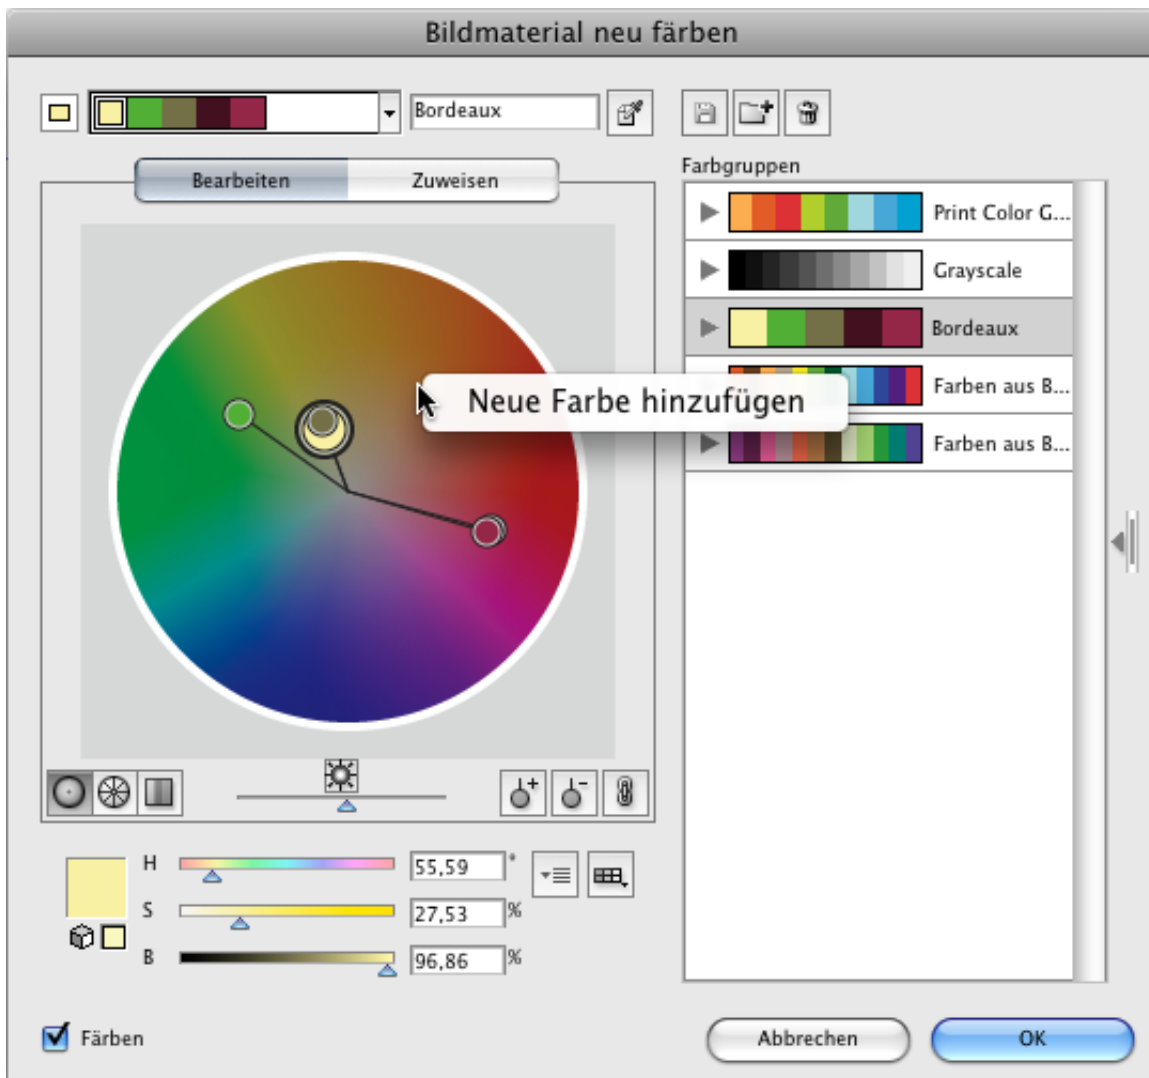 Bildmaterial neu färben
Bordeaux
Bearbeiten
Zuweisen
Farbgruppen
Print Color G...
Grayscale
Bordeaux
Farben aus B...
Neue Farbe hinzufügen
Farben aus B...
H
55,59
°
S
27,53
%
B
96,86
%
Färben
Abbrechen
OK